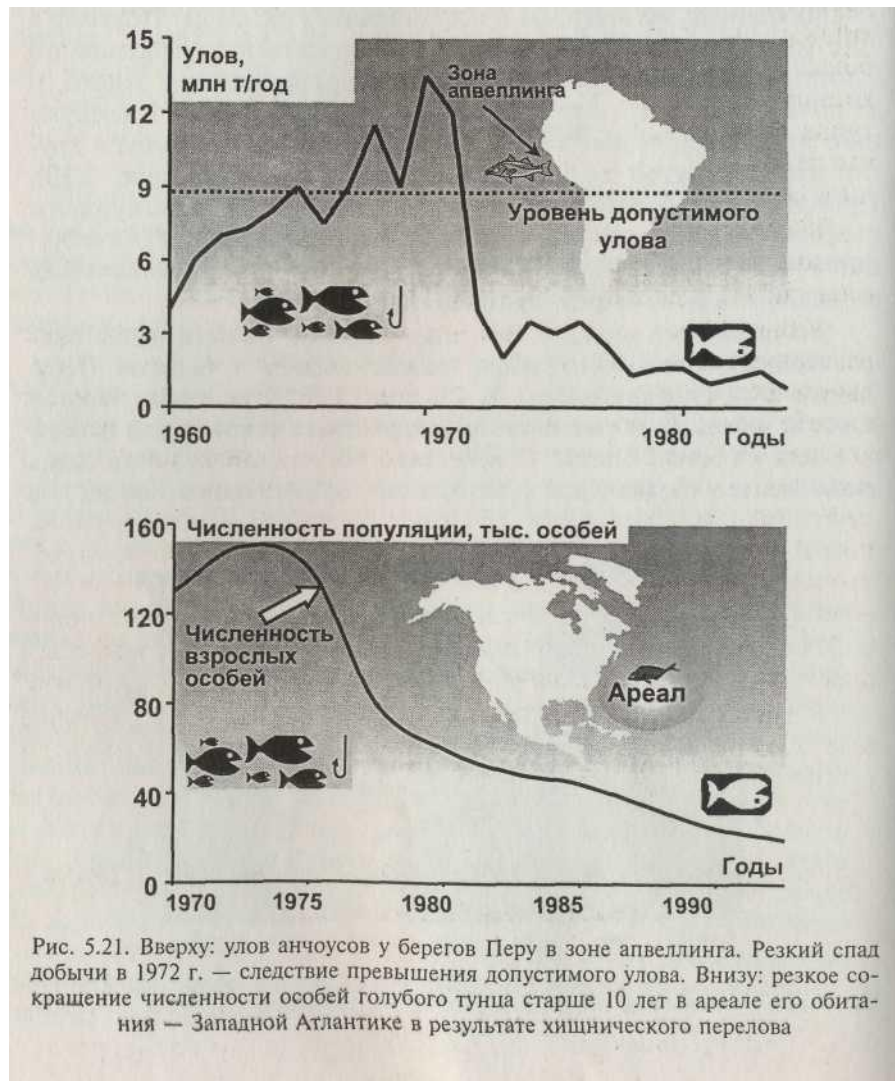 15
Улов,
млн т/год
Зона
апвеллинга
12
9
Уровень допустимого
улова
6
3
0
1960
1970
1980
Годы
160
Численность популяции, тыс. особей
120
Численность
взрослых
особей
80
Ареал
40
0
Годы
1970
1975
1980
1985
1990
Рис. 5.21. Вверху: улов анчоусов у берегов Перу в зоне апвеллинга. Резкий спад
добычи в 1972 г. — следствие превышения допустимого улова. Внизу: резкое со-
кращение численности особей голубого тунца старше 10 лет в ареале его обита-
ния — Западной Атлантике в результате хищнического перелова